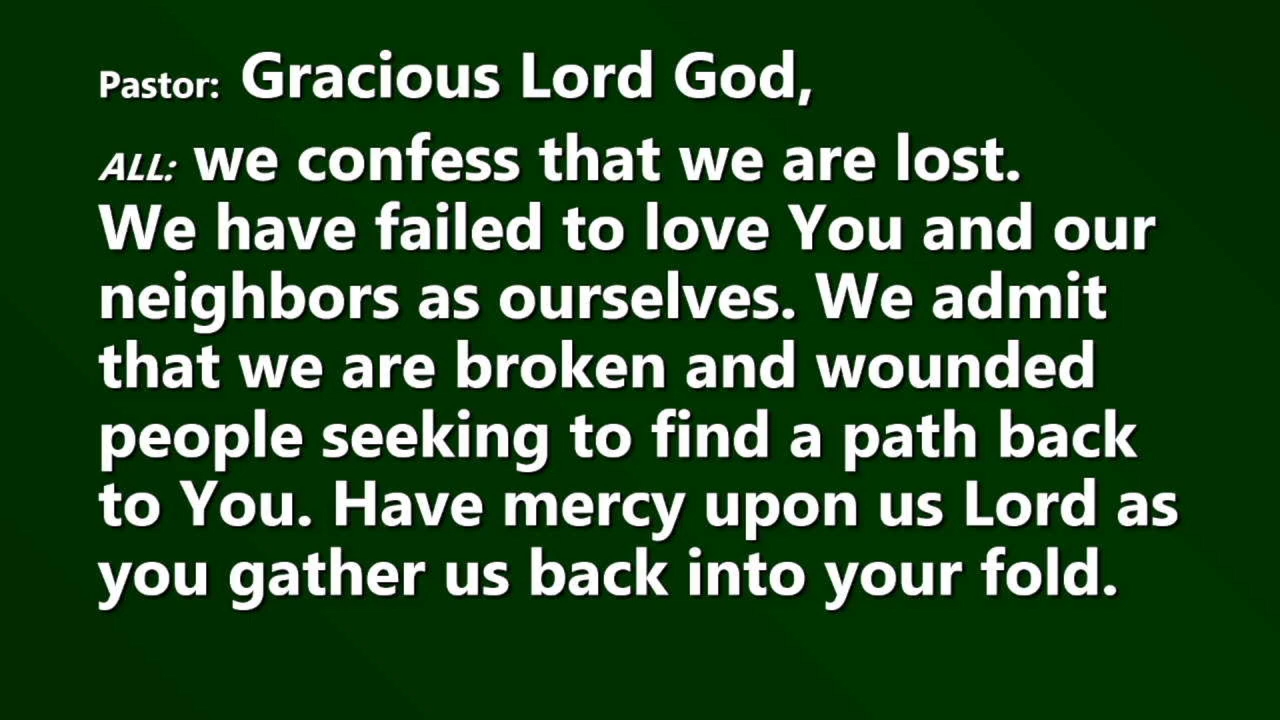 Pastor: Gracious Lord God,
ALL: we confess that we are lost.
We have failed to love You and our
neighbors as ourselves. We admit
that we are broken and wounded
people seeking to find a path back
to You. Have mercy upon us Lord as
you gather us back into your fold.